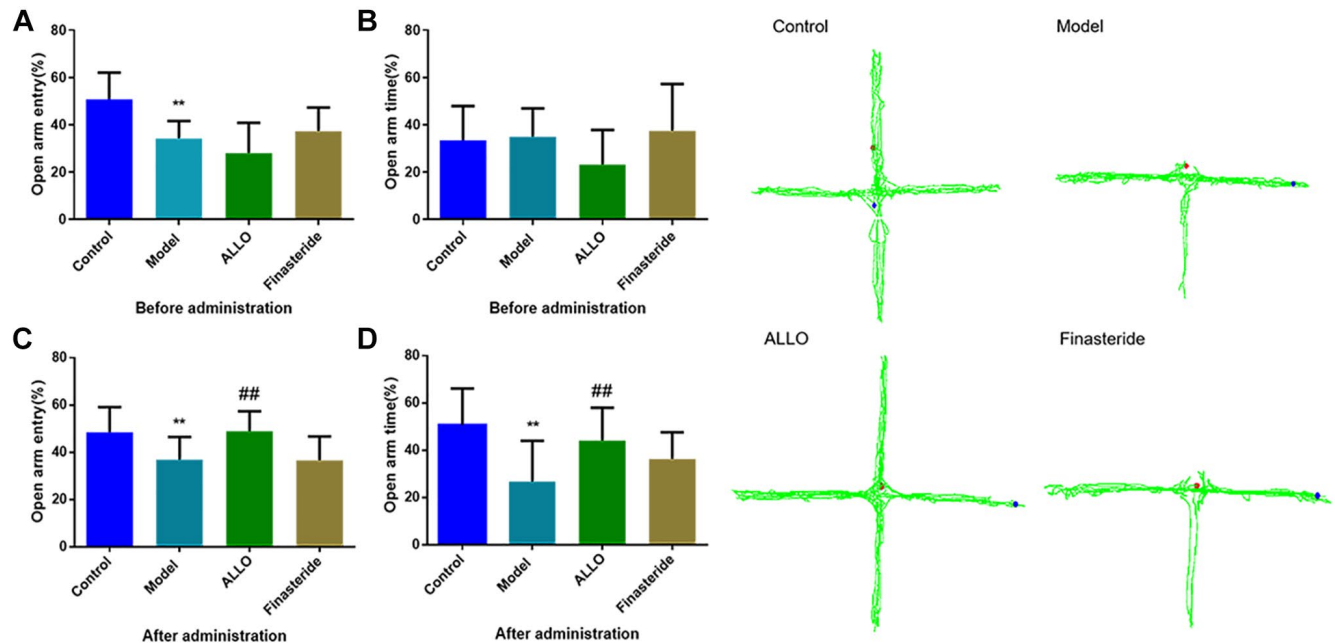 A
Open arm entry(%)
80
60
40
20
0
**
Control
Model
ALLO
Finasteride
Before administration
B
Open arm time(%)
80
60
40
20
0
Control
Model
ALLO
Finasteride
Before administration
Control
Model
C
Open arm entry(%)
80
60
40
20
0
**
##
Control
Model
ALLO
Finasteride
After administration
D
Open arm time(%)
80
60
40
20
0
**
##
Control
Model
ALLO
Finasteride
After administration
ALLO
Finasteride